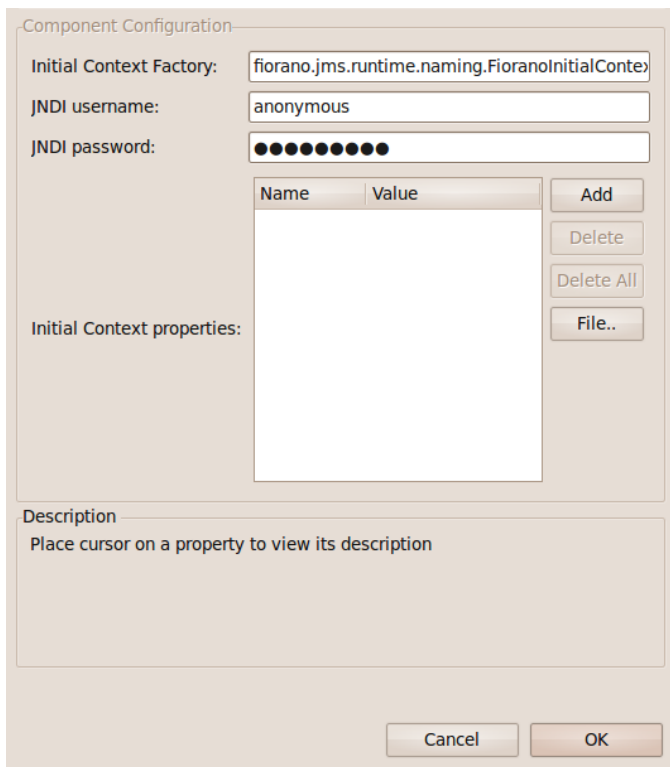 Component Configuration
Initial Context Factory: fiorano.jms.runtime.naming.FioranoInitialContex
JNDI username: anonymous
JNDI password: ●●●●●●●●●
Name Value
Add
Delete
Delete All
Initial Context properties:
File..
Description
Place cursor on a property to view its description
Cancel OK